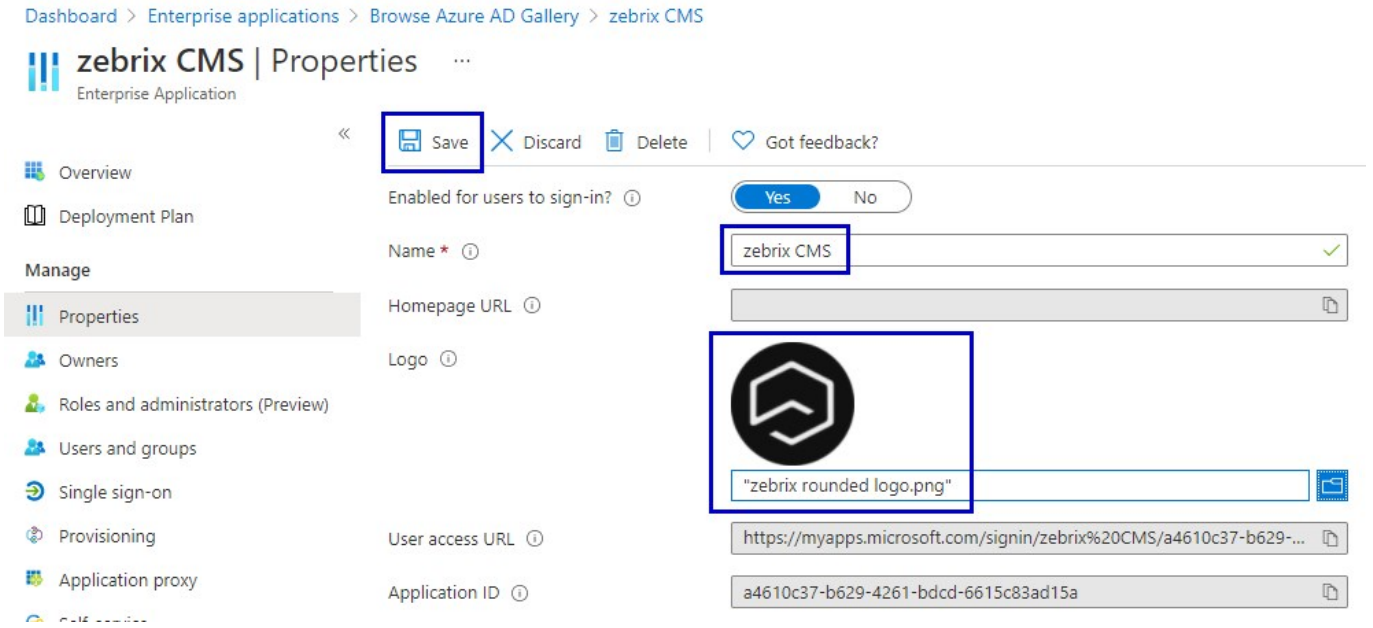 Dashboard > Enterprise applications > Browse Azure AD Gallery > zebrix CMS
zebrix CMS | Properties ...
Enterprise Application
«
Save Discard Delete Got feedback?
Overview
Deployment Plan
Manage
Properties
Owners
Roles and administrators (Preview)
Users and groups
Single sign-on
Provisioning
Application proxy
Self-service
Enabled for users to sign-in? Yes No
Name * zebrix CMS
Homepage URL
Logo
"zebrix rounded logo.png"
User access URL https://myapps.microsoft.com/signin/zebrix%20CMS/a4610c37-b629-...
Application ID a4610c37-b629-4261-bdcd-6615c83ad15a